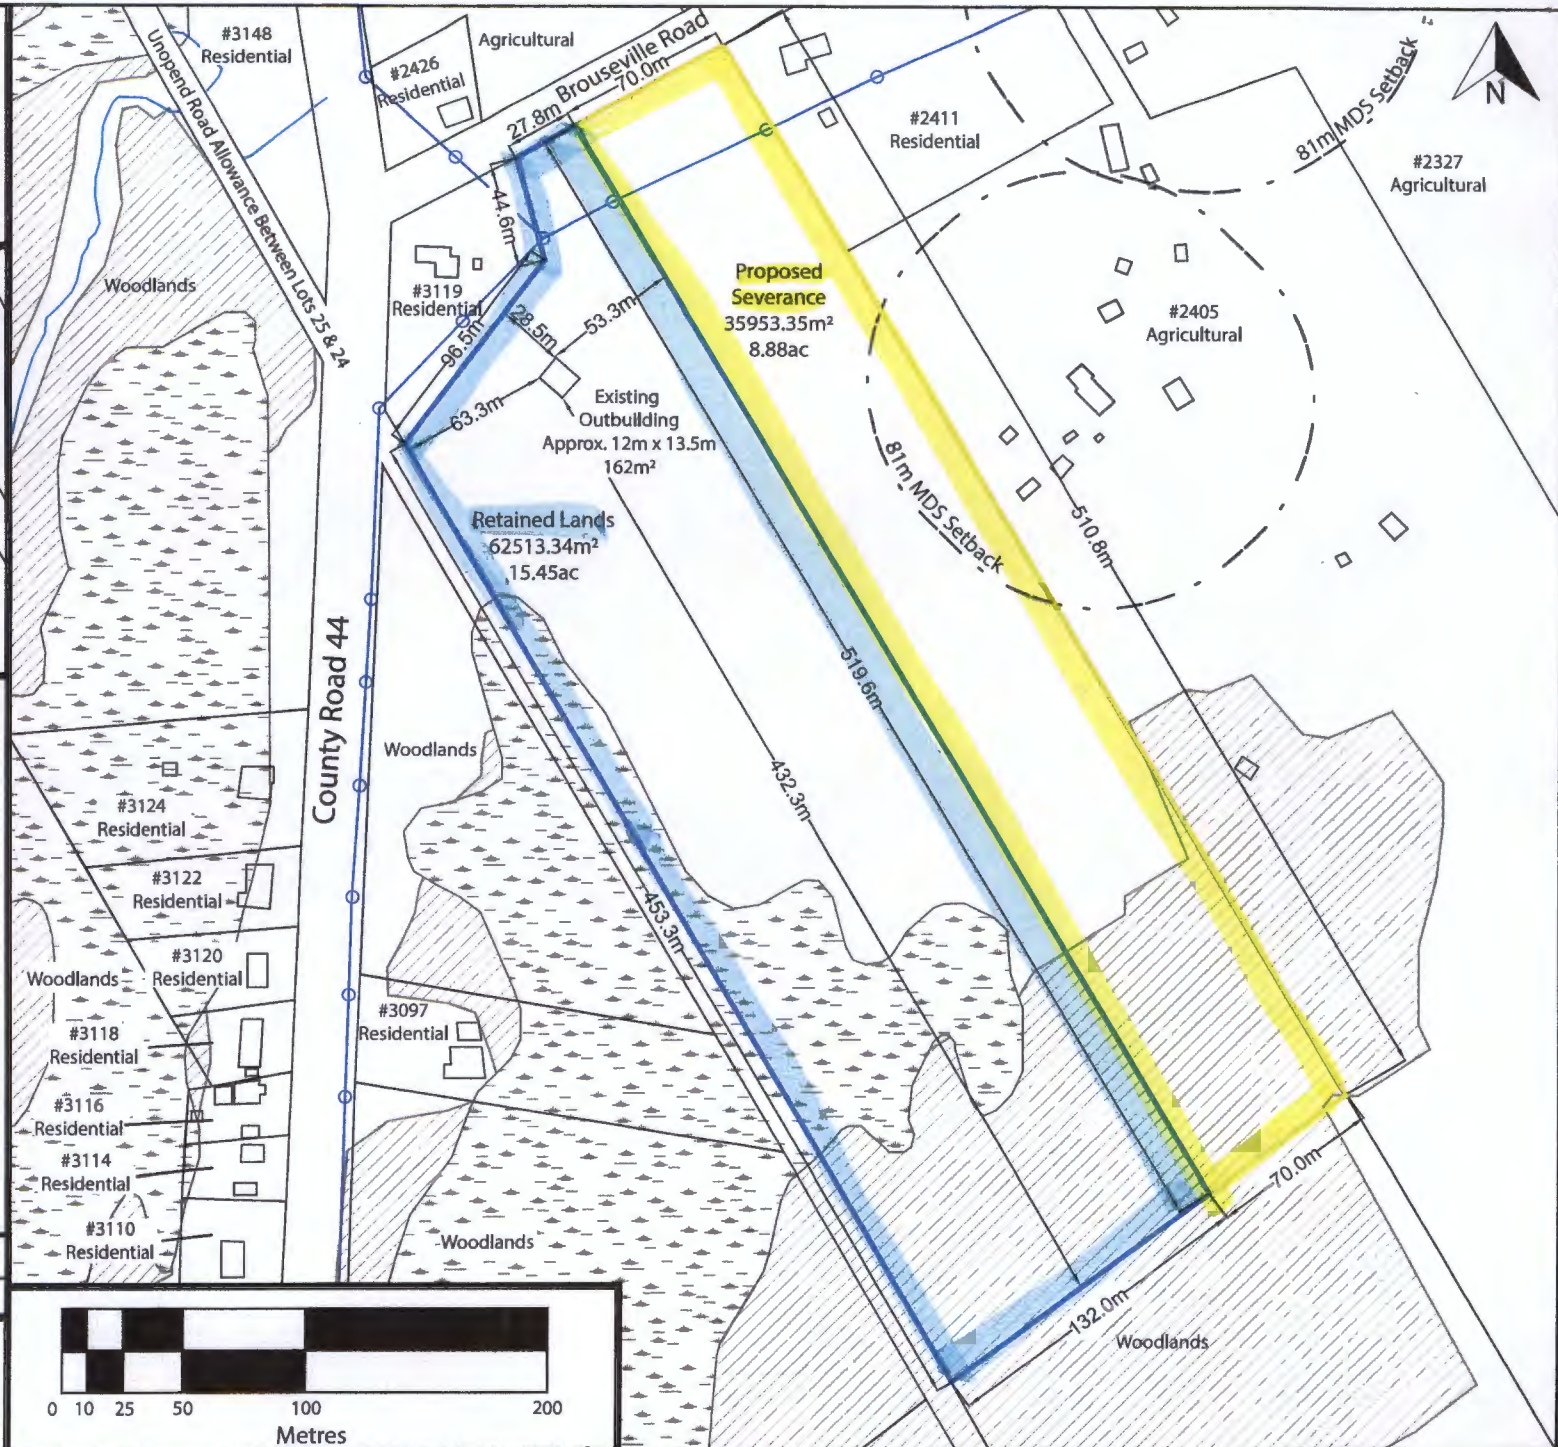 #3148
Residential
Unopend Road Allowance Between Lots 25 & 24
#2426
Residential
Agricultural
Brouseville Road
70.0m
27.8m
44.6m
#2411
Residential
81m MDS Setback
N
#2327
Agricultural
Woodlands
#3119
Residential
28.5m
96.5m
53.3m
63.3m
Proposed
Severance
35953.35m²
8.88ac
#2405
Agricultural
Existing
Outbuilding
Approx. 12m x 13.5m
162m²
81m MDS Setback
Retained Lands
62513.34m²
15.45ac
510.8m
519.6m
432.3m
453.3m
County Road 44
Woodlands
#3124
Residential
#3122
Residential
#3120
Residential
Woodlands
#3118
Residential
#3097
Residential
#3116
Residential
#3114
Residential
#3110
Residential
Woodlands
70.0m
132.0m
Woodlands
0 10 25 50 100 200
Metres